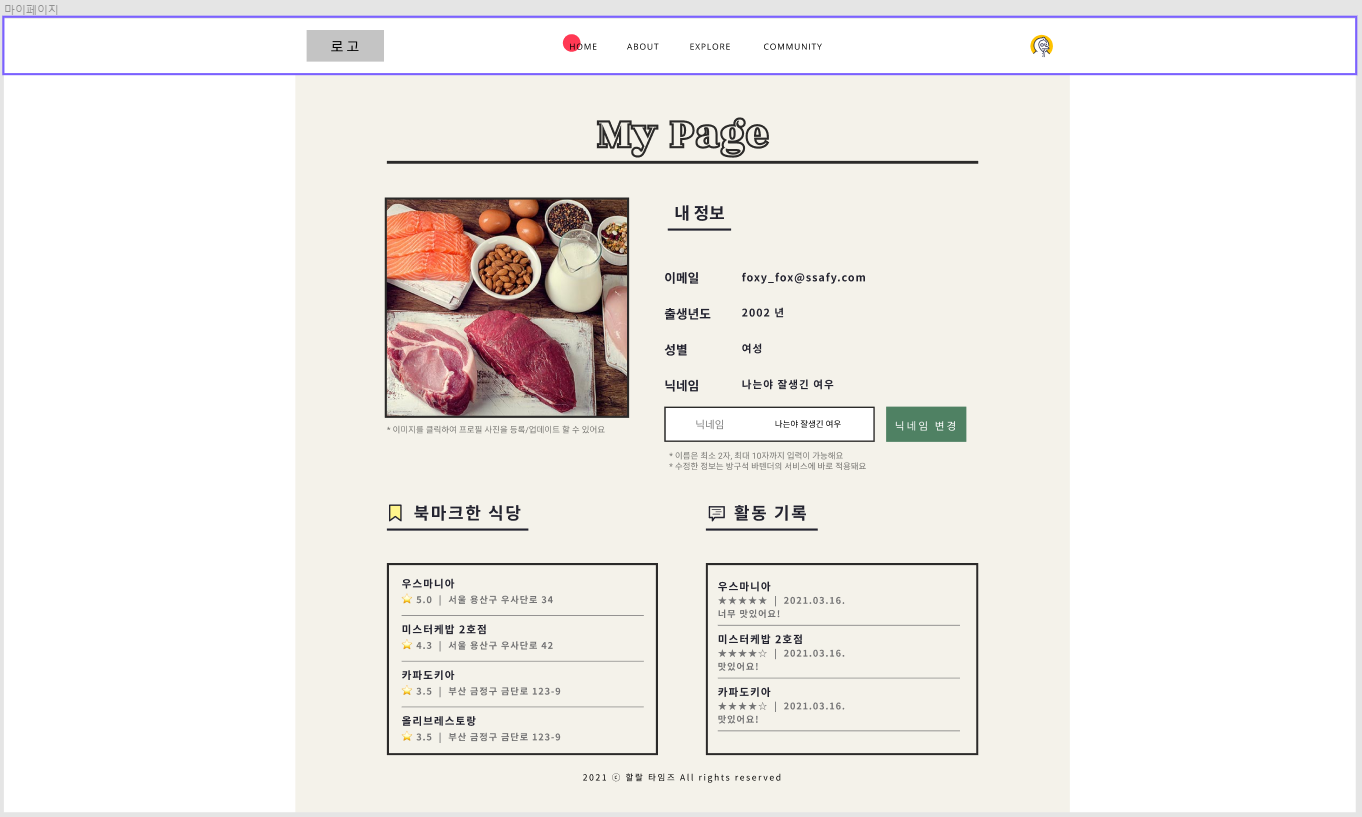 마이페이지
로고
HOME
ABOUT
EXPLORE
COMMUNITY
My Page
내 정보
이메일 foxy_fox@ssafy.com
출생년도 2002 년
성별 여성
닉네임 나는야 잘생긴 여우
닉네임 나는야 잘생긴 여우
닉네임 변경
* 이미지를 클릭하여 프로필 사진을 등록/업데이트 할 수 있어요
* 이름은 최소 2자, 최대 10자까지 입력이 가능해요
* 수정한 정보는 방구석 바텐더의 서비스에 바로 적용돼요
북마크한 식당
우스마니아
5.0 | 서울 용산구 우사단로 34
미스터케밥 2호점
4.3 | 서울 용산구 우사단로 42
카파도키아
3.5 | 부산 금정구 금단로 123-9
올리브레스토랑
3.5 | 부산 금정구 금단로 123-9
활동 기록
우스마니아
★★★★★ | 2021.03.16.
너무 맛있어요!
미스터케밥 2호점
★★★★☆ | 2021.03.16.
맛있어요!
카파도키아
★★★★☆ | 2021.03.16.
맛있어요!
2021 ⓒ 할랄 타임즈 All rights reserved